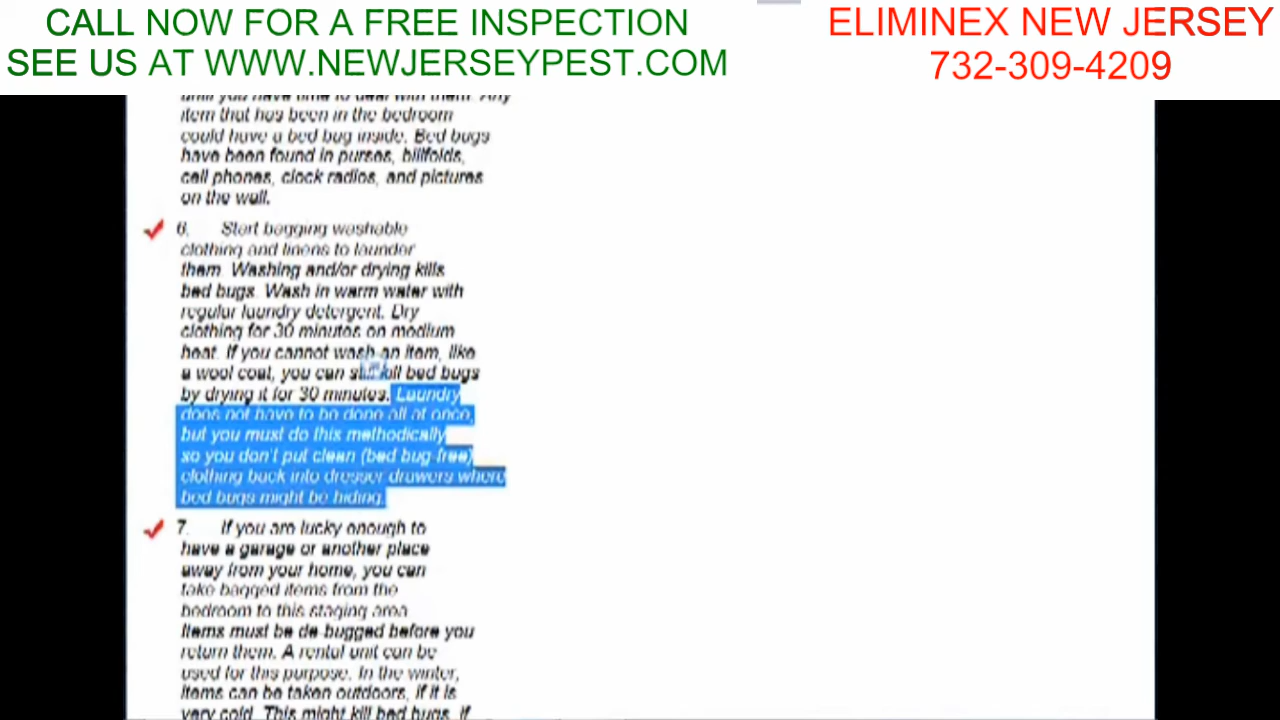 CALL NOW FOR A FREE INSPECTION
SEE US AT WWW.NEWJERSEYPEST.COM
ELIMINEX NEW JERSEY
732-309-4209
until you have time to deal with them. Any
item that has been in the bedroom
could have a bed bug inside. Bed bugs
have been found in purses, billfolds,
cell phones, clock radios, and pictures
on the wall.
6. Start bagging washable
clothing and linens to launder
them. Washing and/or drying kills
bed bugs. Wash in warm water with
regular laundry detergent. Dry
clothing for 30 minutes on medium
heat. If you cannot wash an item, like
a wool coat, you can still kill bed bugs
by drying it for 30 minutes. Laundry
does not have to be done all at once,
but you must do this methodically
so you don't put clean (bed bug-free)
clothing back into dresser drawers where
bed bugs might be hiding.
7. If you are lucky enough to
have a garage or another place
away from your home, you can
take bagged items from the
bedroom to this staging area
Items must be de-bugged before you
return them. A rental unit can be
used for this purpose. In the winter,
items can be taken outdoors, if it is
very cold. This might kill bed bugs, if